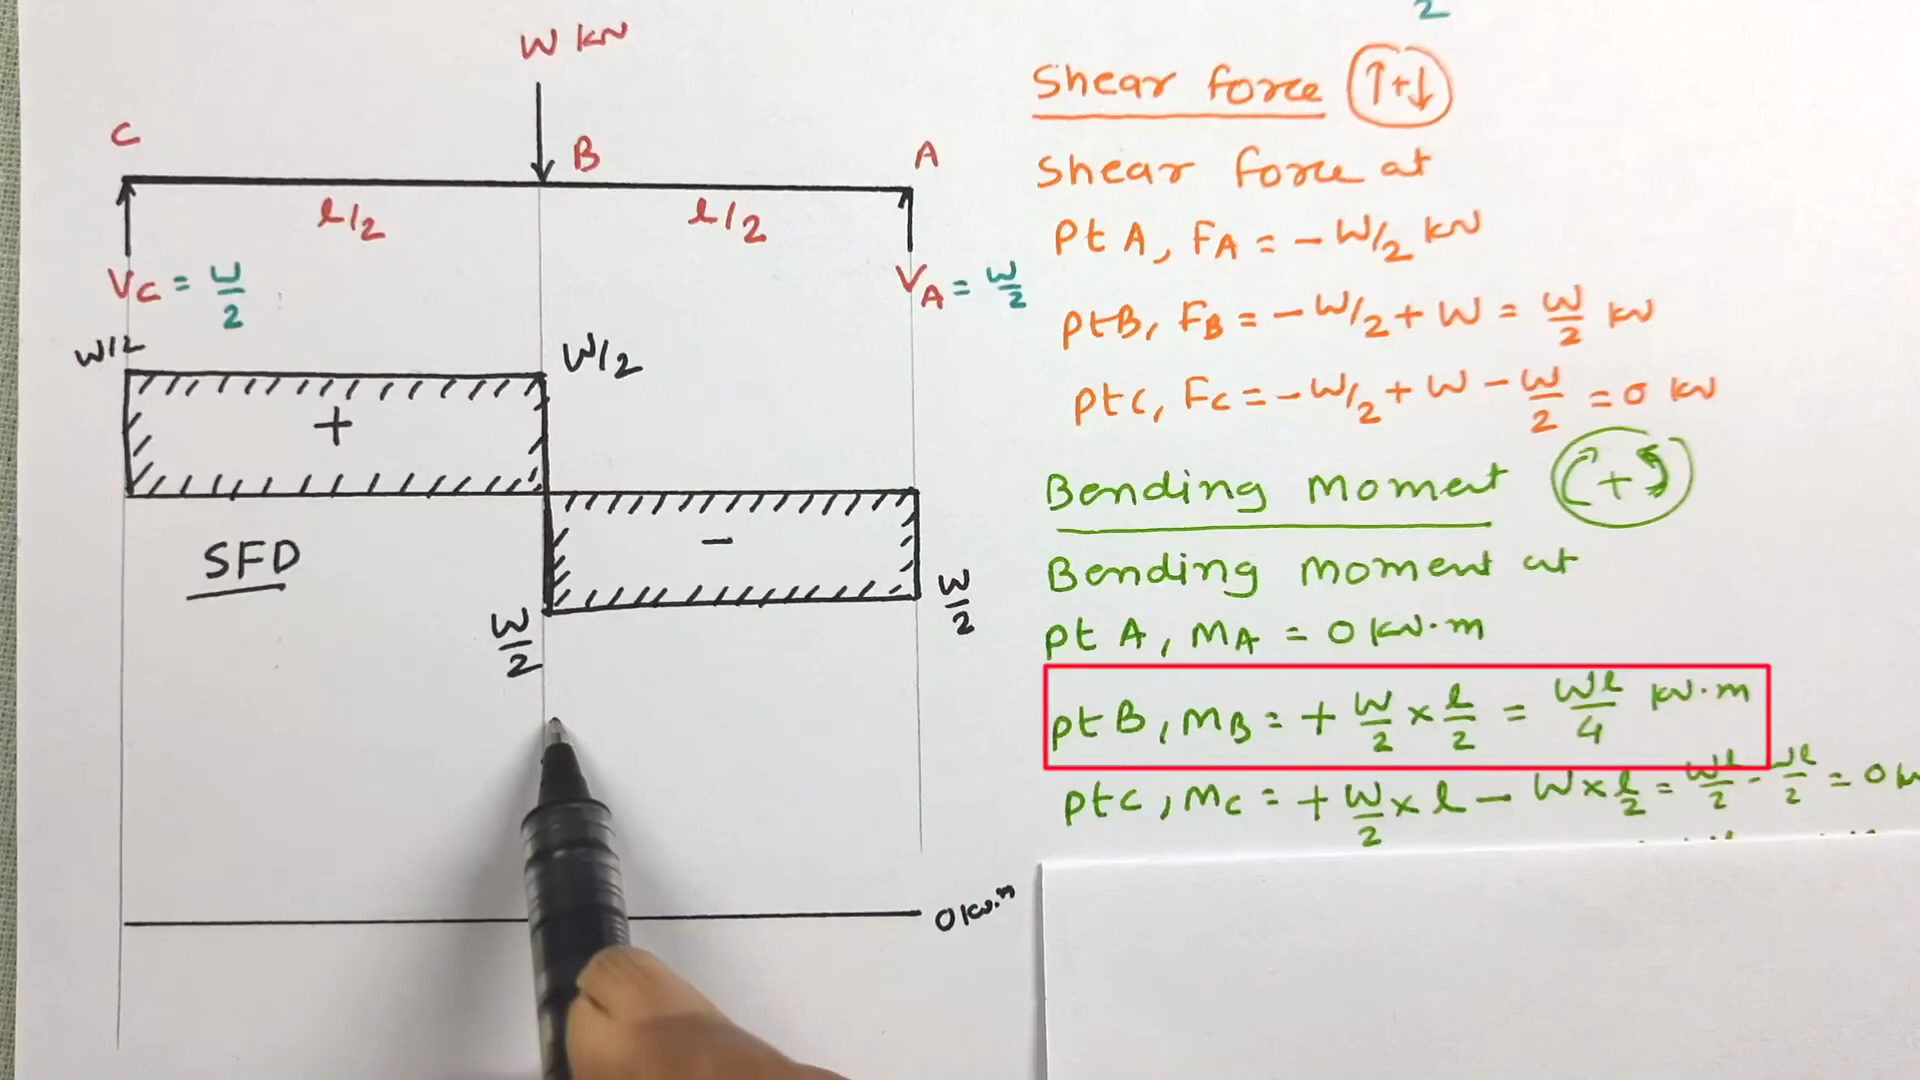 W kN
C
B
A
l/2
l/2
VC = W/2
VA = W/2
W/2
W/2
+
-
SFD
W/2
W/2
0 kN.m
2
Shear force (↑+↓)
Shear force at
pt A, FA = - W/2 kN
pt B, FB = - W/2 + W = W/2 kN
pt C, FC = - W/2 + W - W/2 = 0 kN
Bending Moment (+)
Bending moment at
pt A, MA = 0 kN.m
pt B, MB = + W/2 × l/2 = Wl/4 kN.m
pt C, MC = + W/2 × l - W × l/2 = Wl/2 - Wl/2 = 0 k